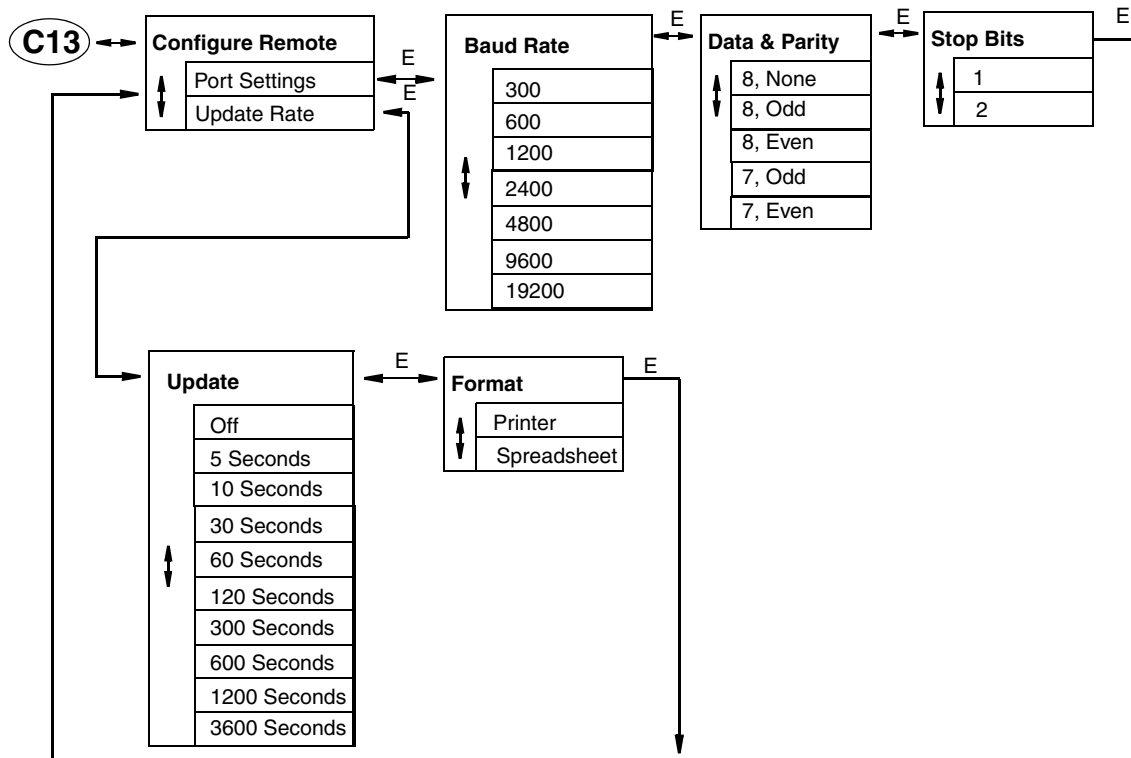 C13
Configure Remote
Port Settings
Update Rate
E
E
Baud Rate
300
600
1200
2400
4800
9600
19200
E
Data & Parity
8, None
8, Odd
8, Even
7, Odd
7, Even
E
Stop Bits
1
2
E
Update
Off
5 Seconds
10 Seconds
30 Seconds
60 Seconds
120 Seconds
300 Seconds
600 Seconds
1200 Seconds
3600 Seconds
E
Format
Printer
Spreadsheet
E